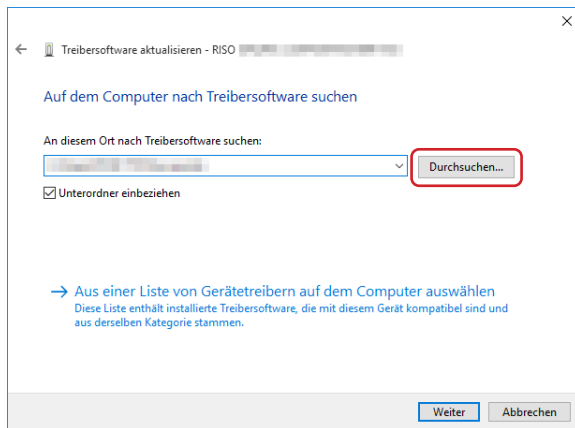 Treibersoftware aktualisieren - RISO
Auf dem Computer nach Treibersoftware suchen
An diesem Ort nach Treibersoftware suchen:
Durchsuchen...
Unterordner einbeziehen
Aus einer Liste von Gerätetreibern auf dem Computer auswählen
Diese Liste enthält installierte Treibersoftware, die mit diesem Gerät kompatibel sind und
aus derselben Kategorie stammen.
Weiter Abbrechen